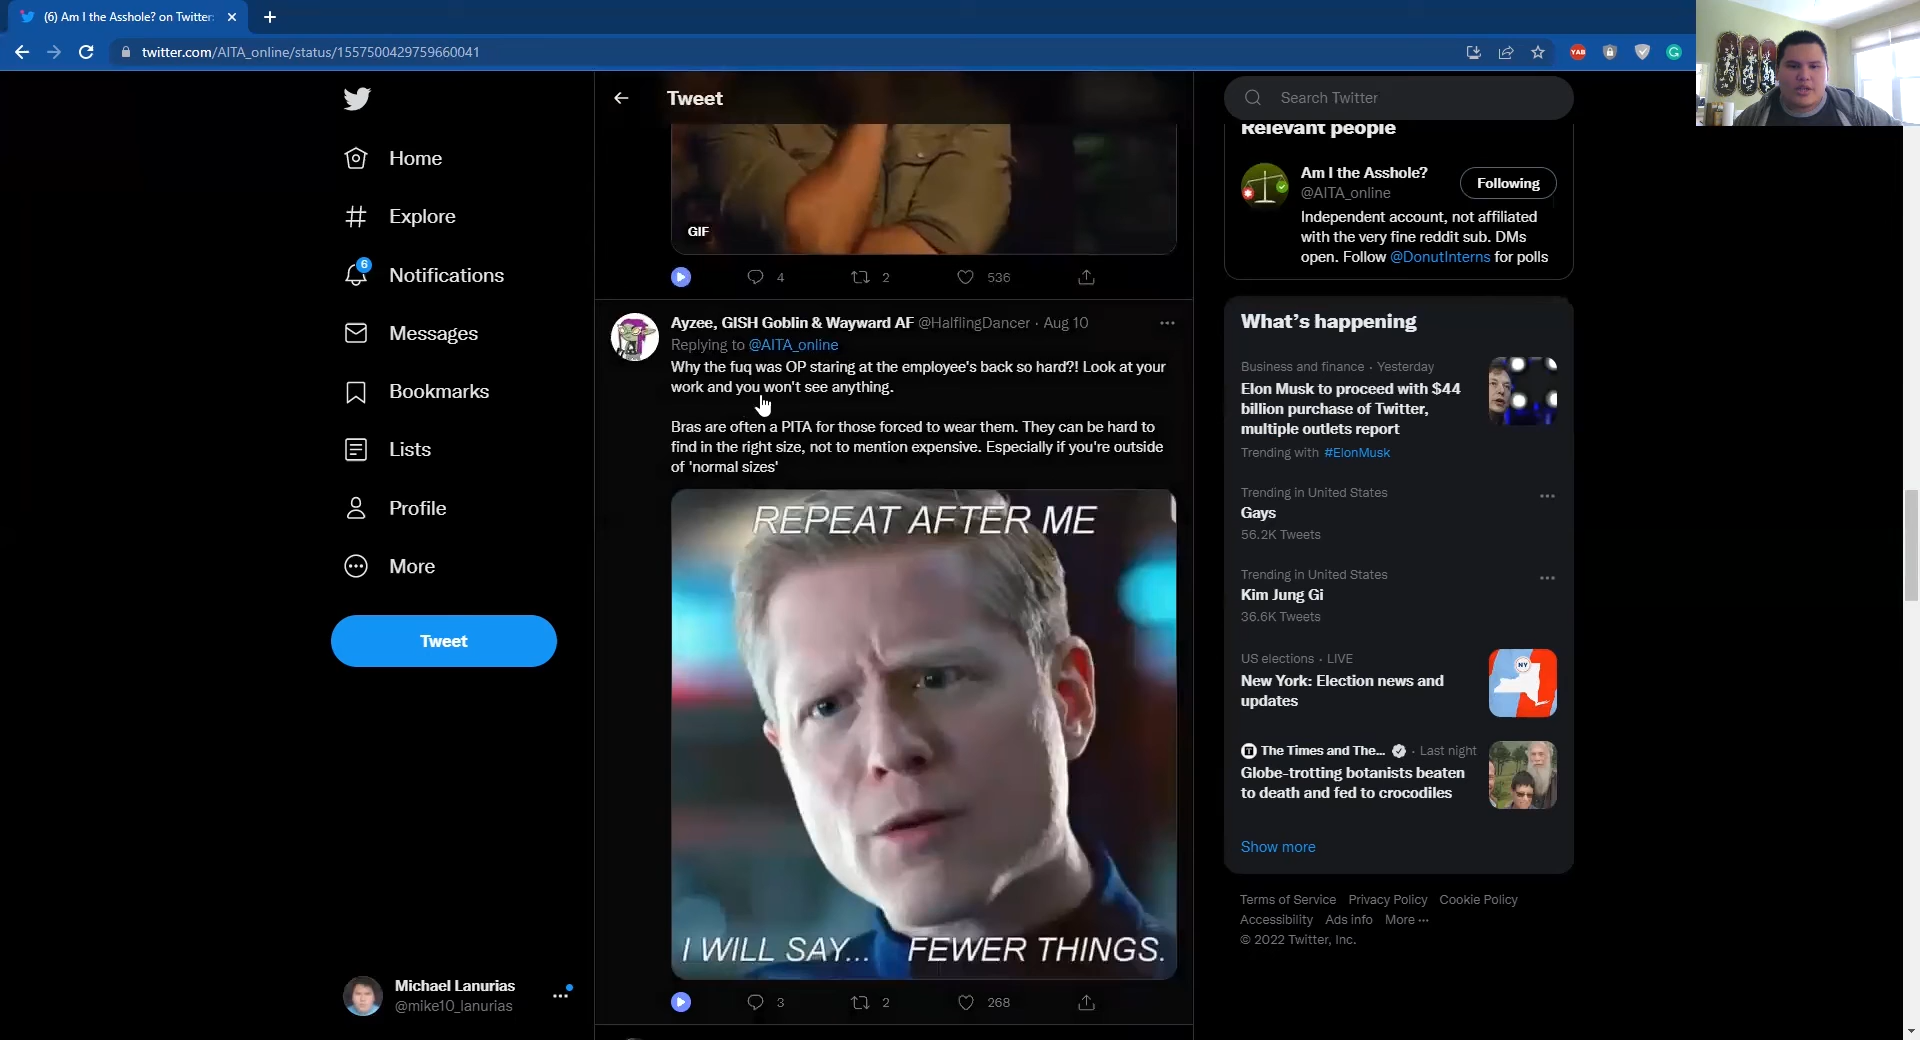 (6) Am I the Asshole? on Twitter:
twitter.com/AITA_online/status/1557500429759660041
YAB
Home
Explore
6
Notifications
Messages
Bookmarks
Lists
Profile
More
Tweet
Michael Lanurias
@mike10_lanurias
Tweet
GIF
4
2
536
Ayzee, GISH Goblin & Wayward AF @HalflingDancer · Aug 10
Replying to @AITA_online
Why the fuq was OP staring at the employee's back so hard?! Look at your
work and you won't see anything.
Bras are often a PITA for those forced to wear them. They can be hard to
find in the right size, not to mention expensive. Especially if you're outside
of 'normal sizes'
REPEAT AFTER ME
I WILL SAY... FEWER THINGS.
3
2
268
Search Twitter
Relevant people
Am I the Asshole?
@AITA_online
Following
Independent account, not affiliated
with the very fine reddit sub. DMs
open. Follow @DonutInterns for polls
What's happening
Business and finance · Yesterday
Elon Musk to proceed with $44
billion purchase of Twitter,
multiple outlets report
Trending with #ElonMusk
Trending in United States
Gays
56.2K Tweets
Trending in United States
Kim Jung Gi
36.6K Tweets
US elections · LIVE
New York: Election news and
updates
NY
The Times and The... · Last night
Globe-trotting botanists beaten
to death and fed to crocodiles
Show more
Terms of Service Privacy Policy Cookie Policy
Accessibility Ads info More ···
© 2022 Twitter, Inc.